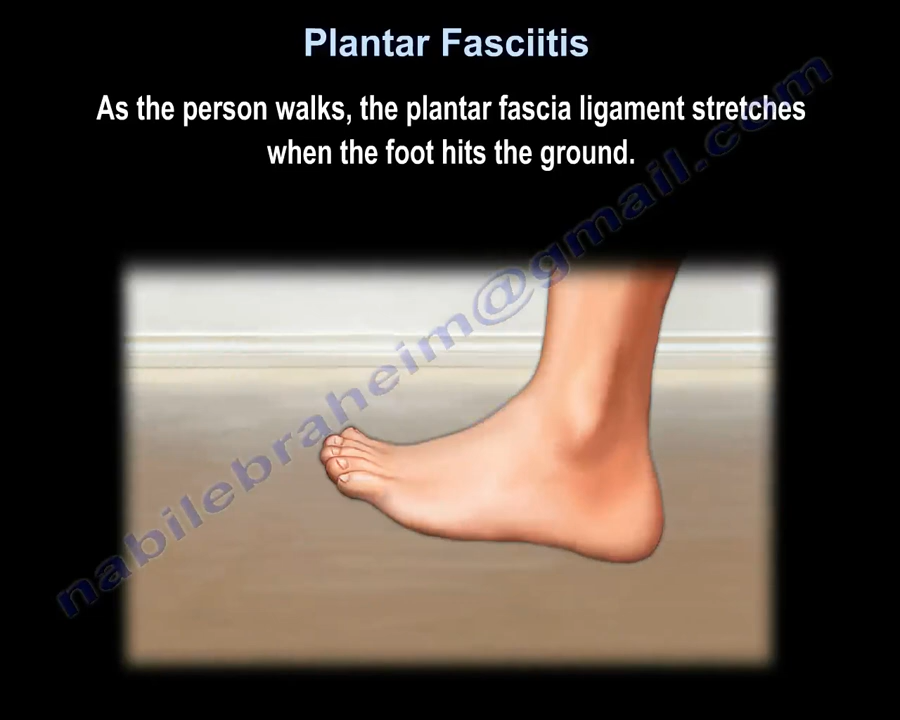 Plantar Fasciitis
As the person walks, the plantar fascia ligament stretches
when the foot hits the ground.
nabilebraheim@gmail.com